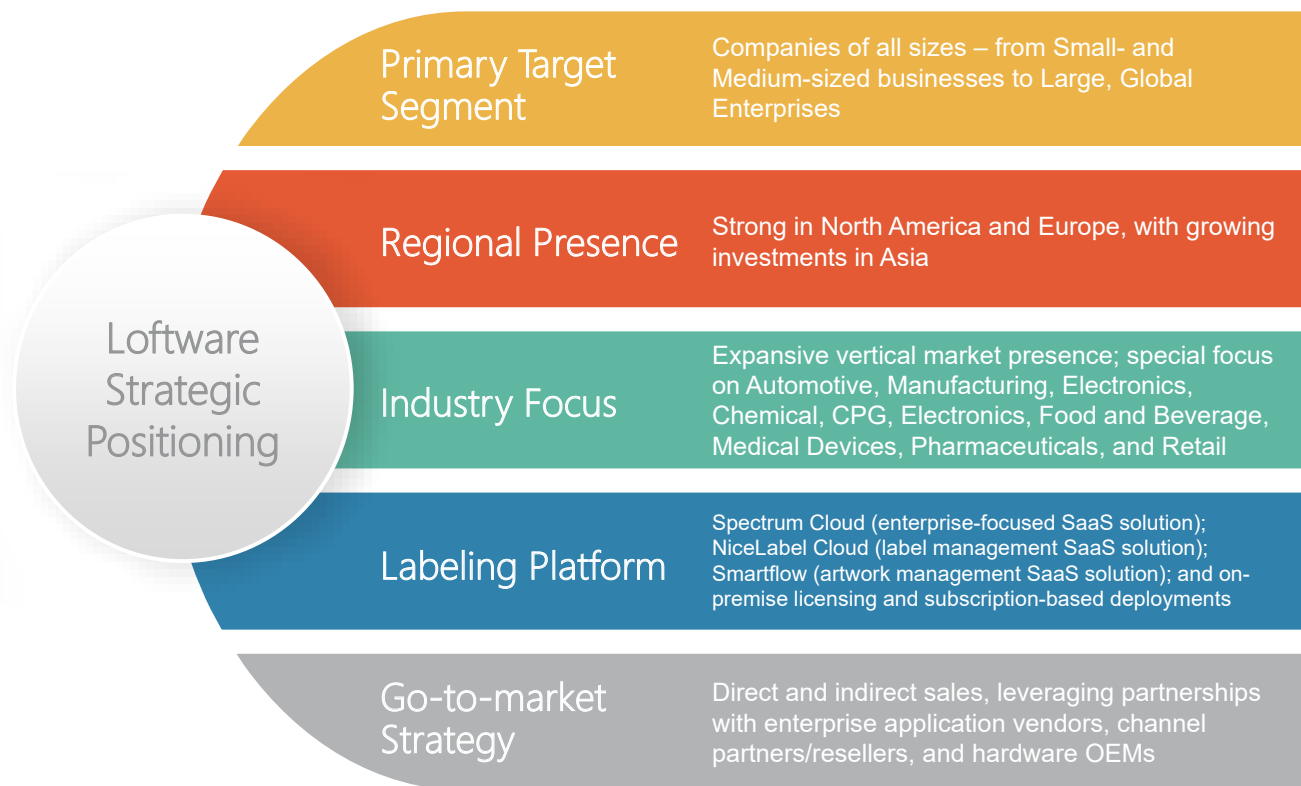 Loftware
Strategic
Positioning
Primary Target
Segment
Companies of all sizes – from Small- and
Medium-sized businesses to Large, Global
Enterprises
Regional Presence
Strong in North America and Europe, with growing
investments in Asia
Industry Focus
Expansive vertical market presence; special focus
on Automotive, Manufacturing, Electronics,
Chemical, CPG, Electronics, Food and Beverage,
Medical Devices, Pharmaceuticals, and Retail
Labeling Platform
Spectrum Cloud (enterprise-focused SaaS solution);
NiceLabel Cloud (label management SaaS solution);
Smartflow (artwork management SaaS solution); and on-
premise licensing and subscription-based deployments
Go-to-market
Strategy
Direct and indirect sales, leveraging partnerships
with enterprise application vendors, channel
partners/resellers, and hardware OEMs